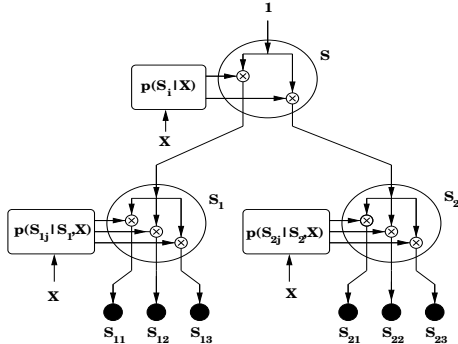 1
S
p(S_i|X)
X
S_1
S_2
p(S_1j|S_1,X)
p(S_2j|S_2,X)
X
X
S_11 S_12 S_13
S_21 S_22 S_23